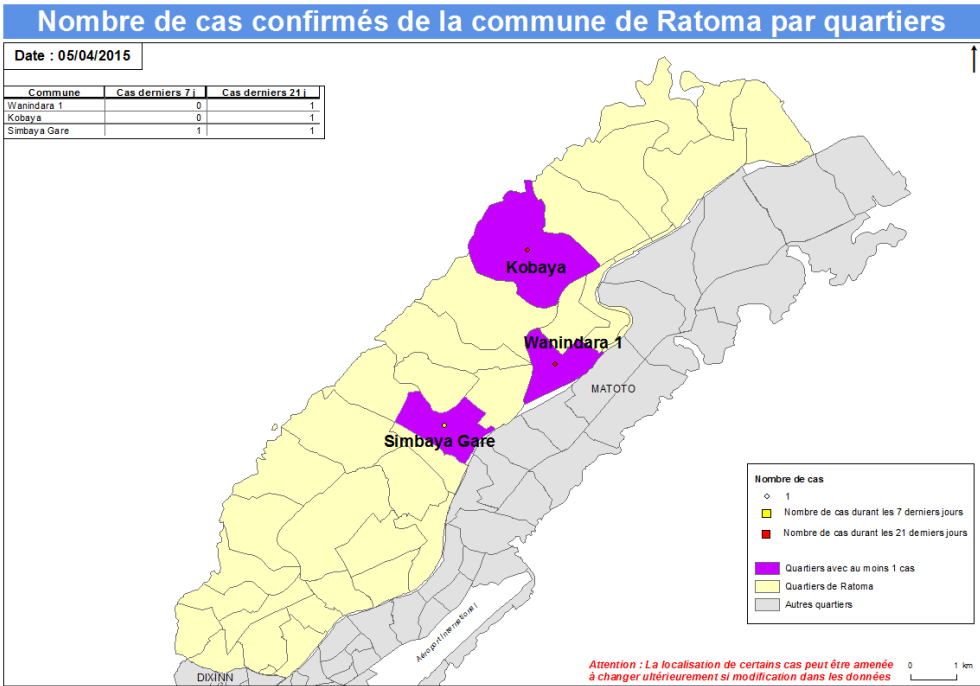 Nombre de cas confirmés de la commune de Ratoma par quartiers
Date : 05/04/2015
Commune Cas derniers 7 j Cas derniers 21 j
Wanindara 1 0 1
Kobaya 0 1
Simbaya Gare 1 1
Kobaya
Wanindara 1
MATOTO
Simbaya Gare
Aéroport International
DIXINN
Nombre de cas
1
Nombre de cas durant les 7 derniers jours
Nombre de cas durant les 21 derniers jours
Quartiers avec au moins 1 cas
Quartiers de Ratoma
Autres quartiers
Attention : La localisation de certains cas peut être amenée
à changer ultérieurement si modification dans les données
0 1 km